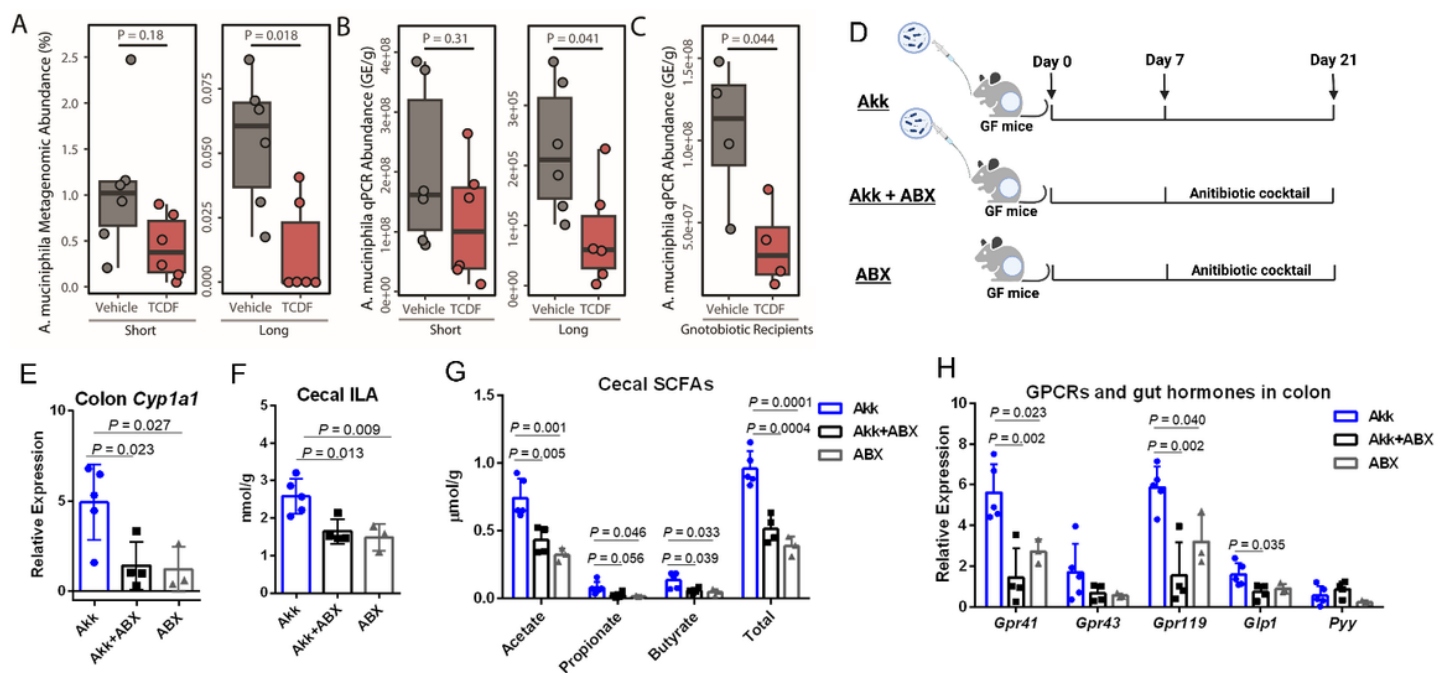 A
A. muciniphila Metagenomic Abundance (%)
P = 0.18
2.5
2.0
1.5
1.0
0.5
0.0
Vehicle TCDF
Short
P = 0.018
0.075
0.050
0.025
0.000
Vehicle TCDF
Long
B
A. muciniphila qPCR Abundance (GE/g)
P = 0.31
4e+08
3e+08
2e+08
1e+08
0e+00
Vehicle TCDF
Short
P = 0.041
3e+05
2e+05
1e+05
0e+00
Vehicle TCDF
Long
C
A. muciniphila qPCR Abundance (GE/g)
P = 0.044
1.5e+08
1.0e+08
5.0e+07
Vehicle TCDF
Gnotobiotic Recipients
D
Day 0 Day 7 Day 21
Akk
GF mice
Akk + ABX
Anitibiotic cocktail
GF mice
ABX
Anitibiotic cocktail
GF mice
E
Colon Cyp1a1
Relative Expression
10
5
0
P = 0.027
P = 0.023
Akk
Akk+ABX
ABX
F
Cecal ILA
nmol/g
5
4
3
2
1
0
P = 0.009
P = 0.013
Akk
Akk+ABX
ABX
G
Cecal SCFAs
μmol/g
1.5
1.0
0.5
0.0
P = 0.001
P = 0.005
P = 0.046
P = 0.056
P = 0.033
P = 0.039
P = 0.0001
P = 0.0004
Acetate
Propionate
Butyrate
Total
Akk
Akk+ABX
ABX
H
GPCRs and gut hormones in colon
Relative Expression
10
8
6
4
2
0
P = 0.023
P = 0.002
P = 0.040
P = 0.002
P = 0.035
Gpr41 Gpr43 Gpr119 Glp1 Pyy
Akk
Akk+ABX
ABX